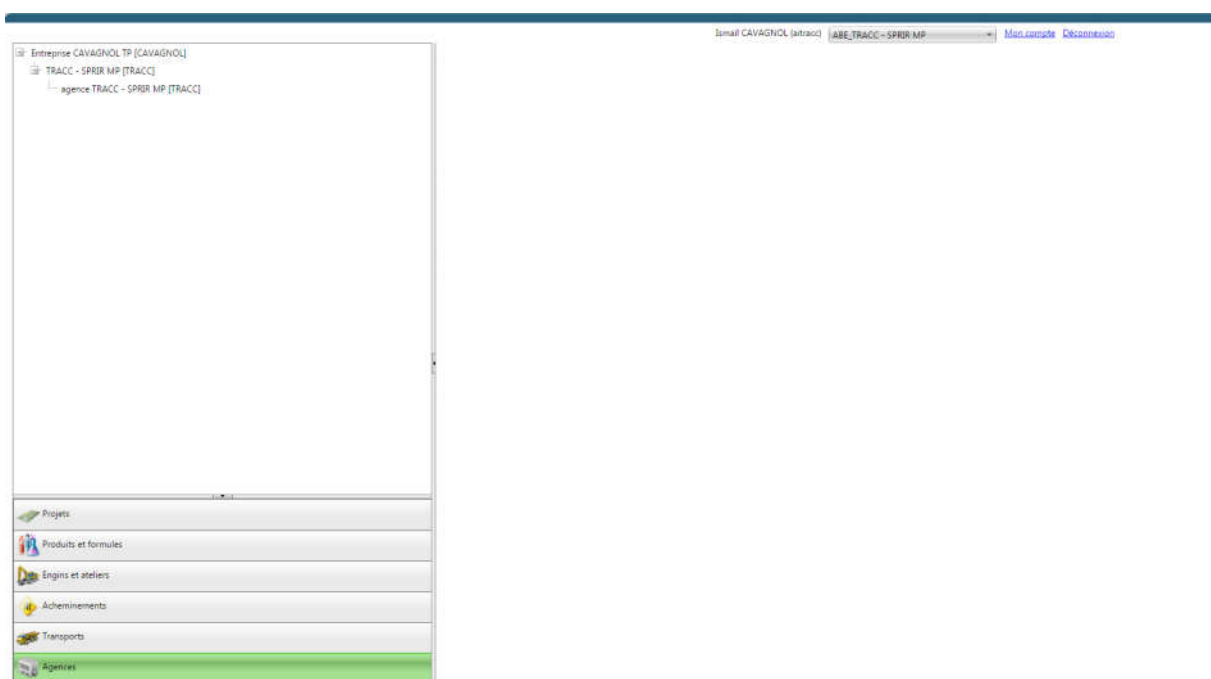 Ismail CAVAGNOL (aitracc) ABE_TRACC - SPRIR MP Mon compte Déconnexion
Entreprise CAVAGNOL TP [CAVAGNOL]
TRACC - SPRIR MP [TRACC]
agence TRACC - SPRIR MP [TRACC]
Projets
Produits et formules
Engins et ateliers
Acheminements
Transports
Agences